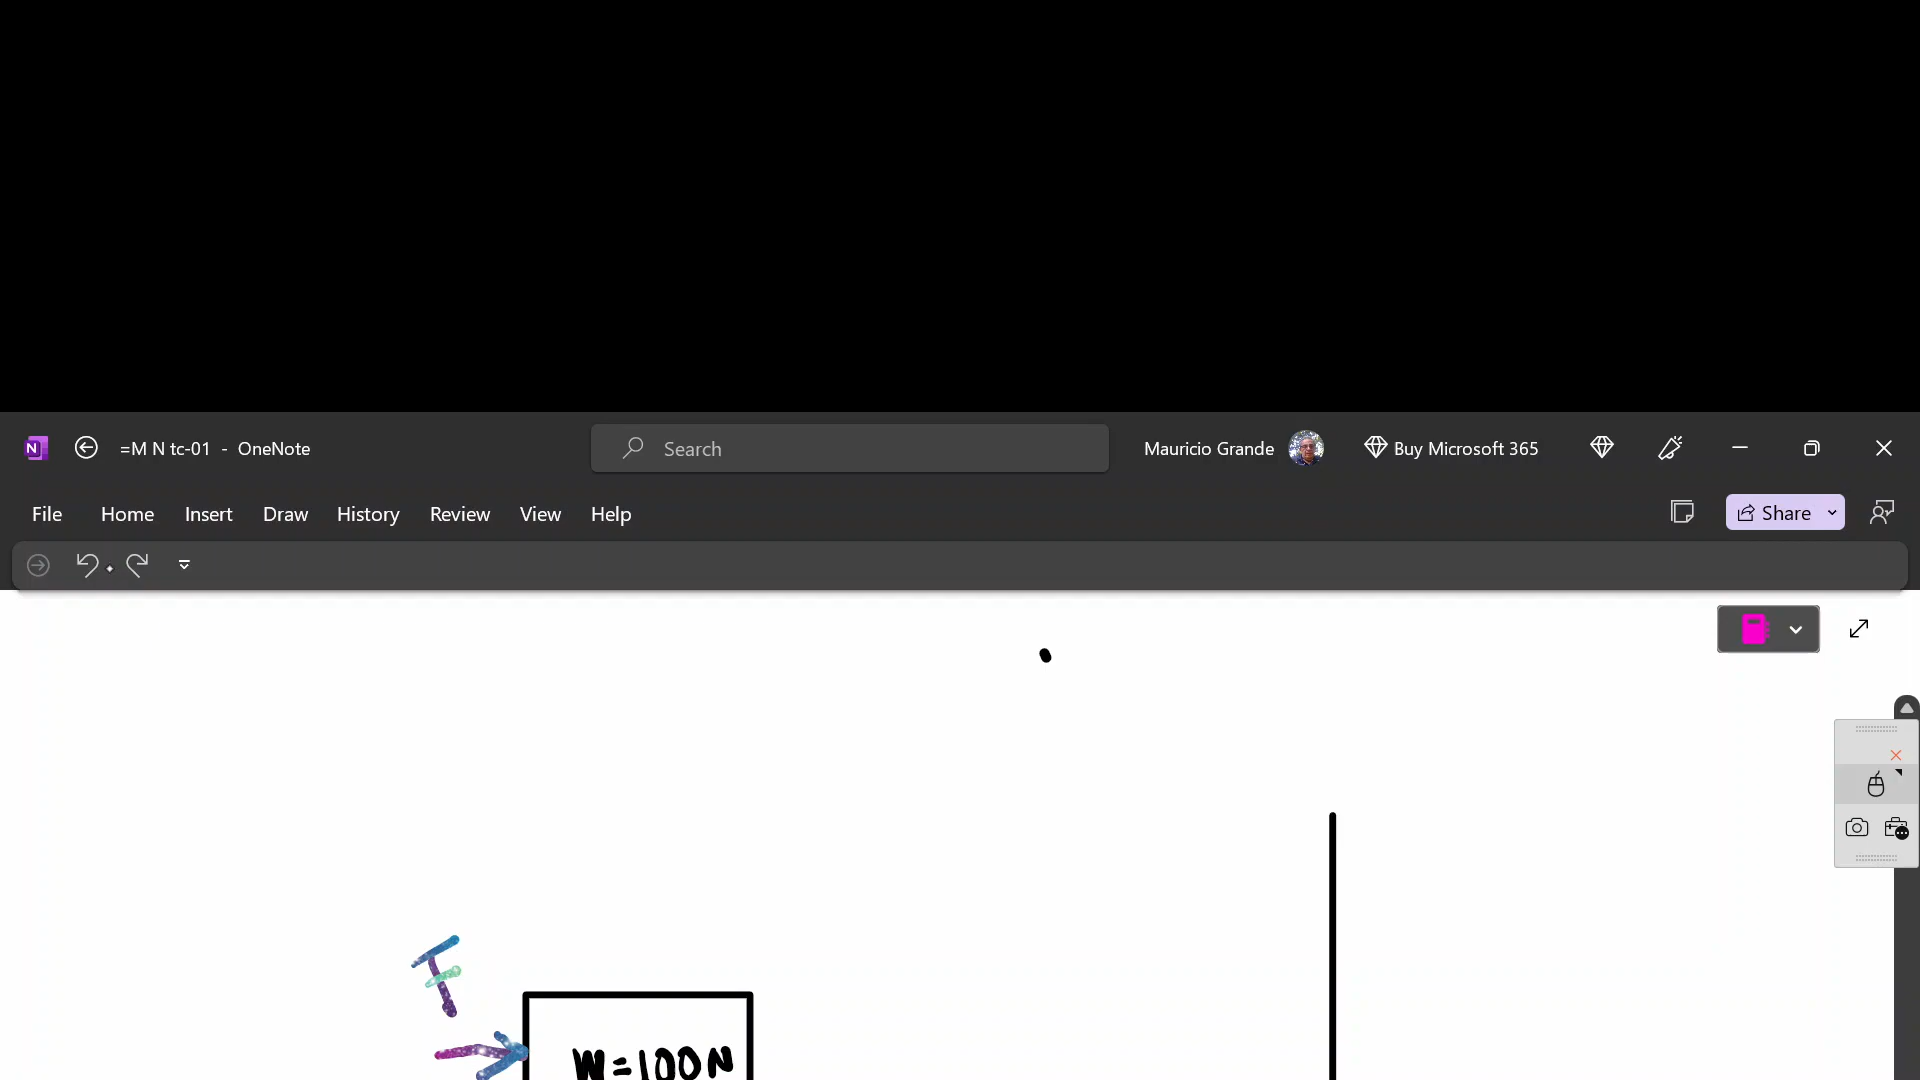 =M N tc-01 - OneNote
Search
Mauricio Grande
Buy Microsoft 365
File Home Insert Draw History Review View Help
Share
F
W=100N